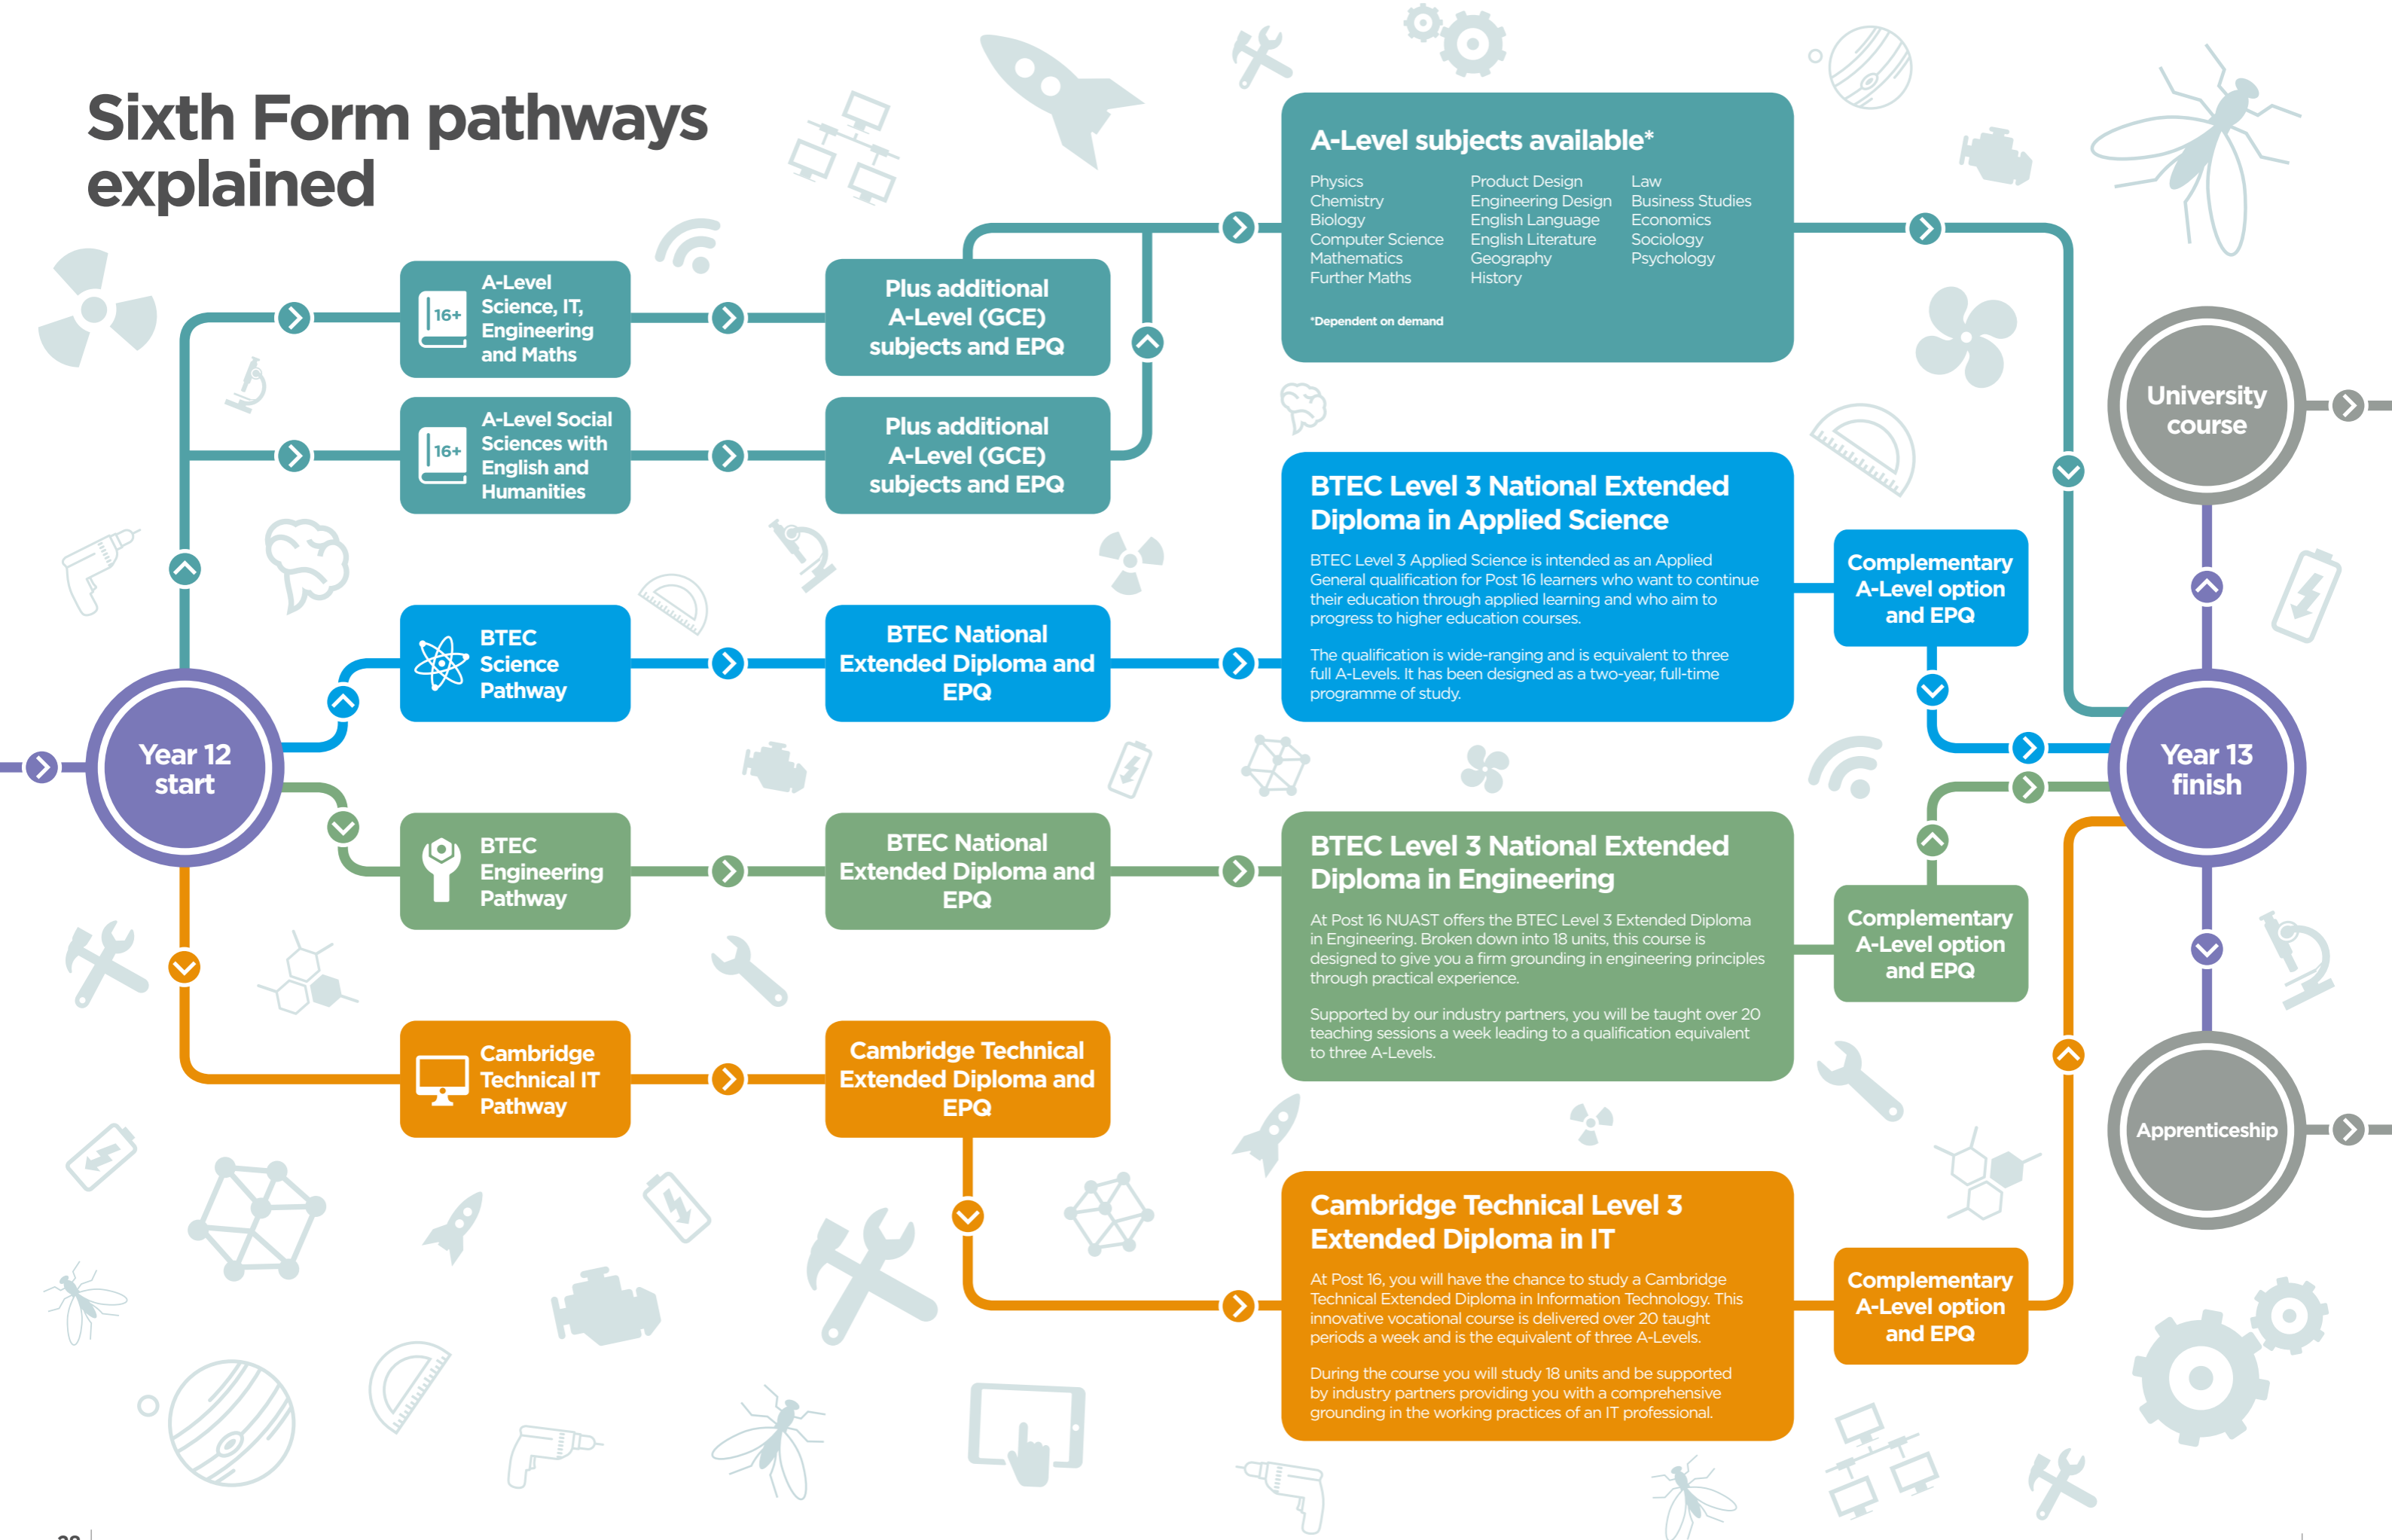 Sixth Form pathways
explained
A-Level subjects available*
Physics
Chemistry
Biology
Computer Science
Mathematics
Further Maths
Product Design
Engineering Design
English Language
English Literature
Geography
History
Law
Business Studies
Economics
Sociology
Psychology
*Dependent on demand
16+
A-Level
Science, IT,
Engineering
and Maths
Plus additional
A-Level (GCE)
subjects and EPQ
16+
A-Level Social
Sciences with
English and
Humanities
Plus additional
A-Level (GCE)
subjects and EPQ
University
course
BTEC
Science
Pathway
BTEC National
Extended Diploma and
EPQ
BTEC Level 3 National Extended
Diploma in Applied Science
BTEC Level 3 Applied Science is intended as an Applied
General qualification for Post 16 learners who want to continue
their education through applied learning and who aim to
progress to higher education courses.
The qualification is wide-ranging and is equivalent to three
full A-Levels. It has been designed as a two-year, full-time
programme of study.
Complementary
A-Level option
and EPQ
Year 12
start
Year 13
finish
BTEC
Engineering
Pathway
BTEC National
Extended Diploma and
EPQ
BTEC Level 3 National Extended
Diploma in Engineering
At Post 16 NUAST offers the BTEC Level 3 Extended Diploma
in Engineering. Broken down into 18 units, this course is
designed to give you a firm grounding in engineering principles
through practical experience.
Supported by our industry partners, you will be taught over 20
teaching sessions a week leading to a qualification equivalent
to three A-Levels.
Complementary
A-Level option
and EPQ
Apprenticeship
Cambridge
Technical IT
Pathway
Cambridge Technical
Extended Diploma and
EPQ
Cambridge Technical Level 3
Extended Diploma in IT
At Post 16, you will have the chance to study a Cambridge
Technical Extended Diploma in Information Technology. This
innovative vocational course is delivered over 20 taught
periods a week and is the equivalent of three A-Levels.
During the course you will study 18 units and be supported
by industry partners providing you with a comprehensive
grounding in the working practices of an IT professional.
Complementary
A-Level option
and EPQ